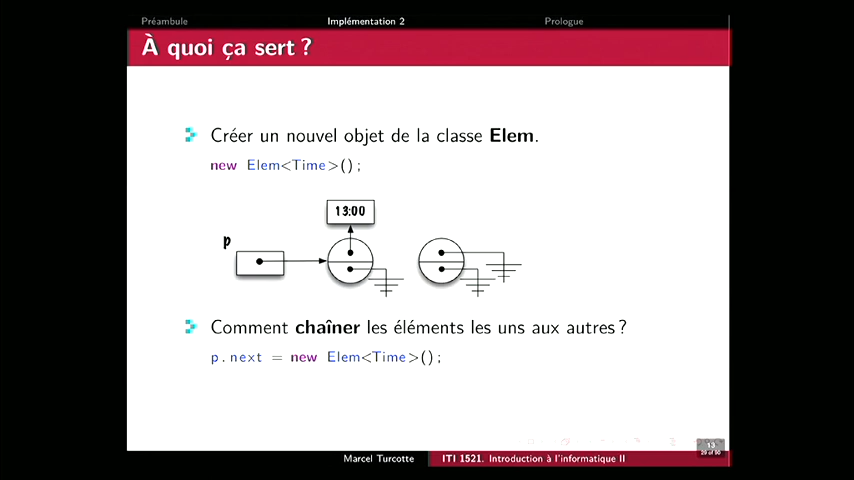 Préambule Implémentation 2 Prologue
À quoi ça sert ?
Créer un nouvel objet de la classe Elem.
new Elem<Time>();
13:00
p
Comment chaîner les éléments les uns aux autres ?
p.next = new Elem<Time>();
13
29 of 90
Marcel Turcotte ITI 1521. Introduction à l'informatique II